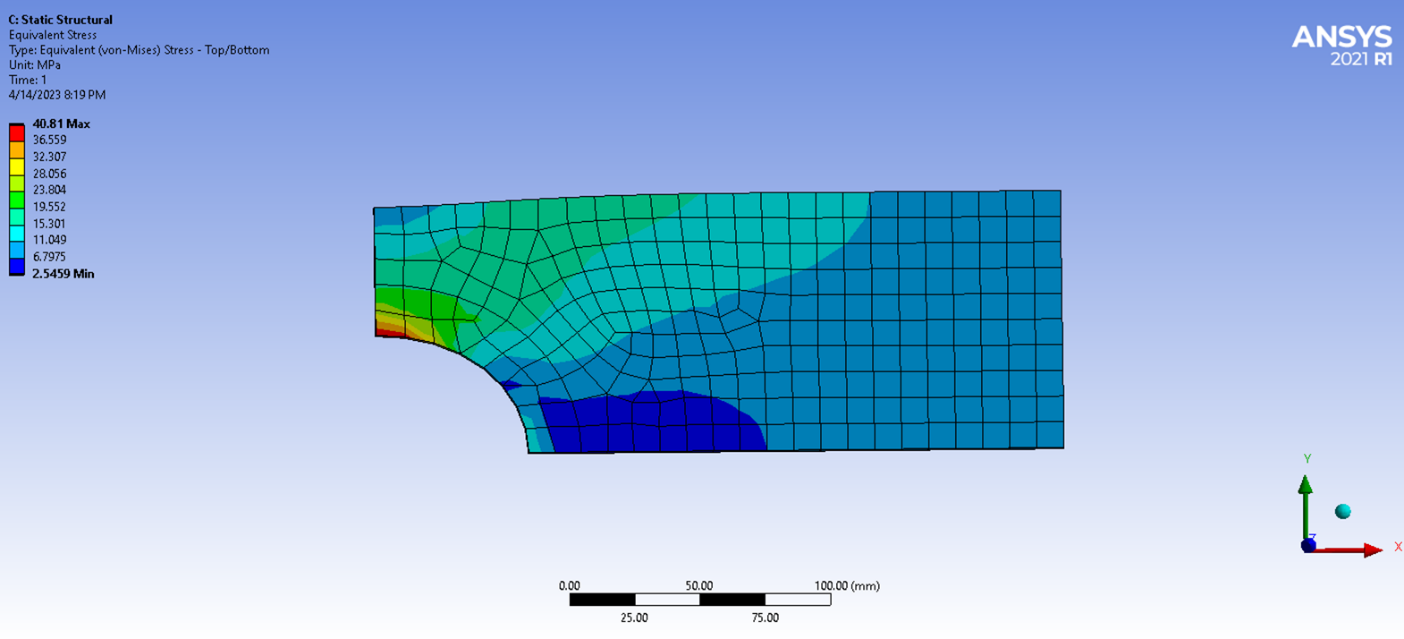 C: Static Structural
Equivalent Stress
Type: Equivalent (von-Mises) Stress - Top/Bottom
Unit: MPa
Time: 1
4/14/2023 8:19 PM
40.81 Max
36.559
32.307
28.056
23.804
19.552
15.301
11.049
6.7975
2.5459 Min
ANSYS
2021 R1
Y
Z
X
0.00 50.00 100.00 (mm)
25.00 75.00